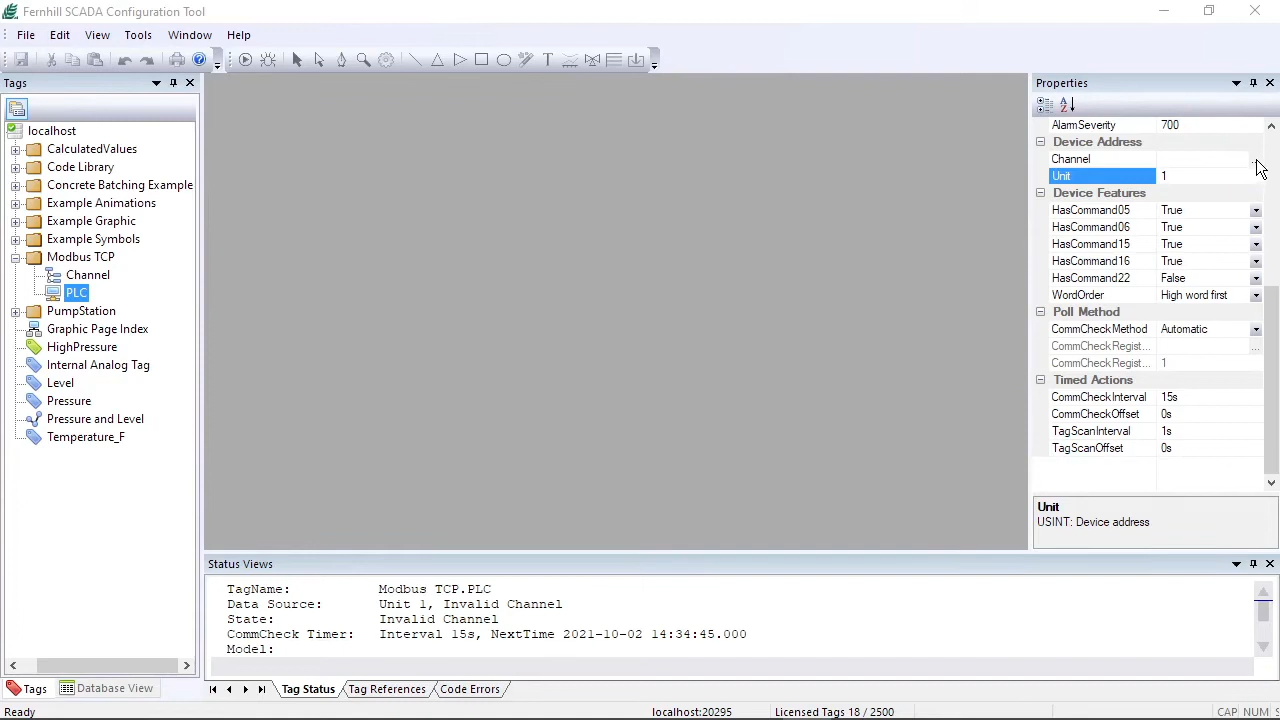 Fernhill SCADA Configuration Tool
File Edit View Tools Window Help
Tags
localhost
CalculatedValues
Code Library
Concrete Batching Example
Example Animations
Example Graphic
Example Symbols
Modbus TCP
Channel
PLC
PumpStation
Graphic Page Index
HighPressure
Internal Analog Tag
Level
Pressure
Pressure and Level
Temperature_F
Tags Database View
Properties
AlarmSeverity 700
Device Address
Channel
Unit 1
Device Features
HasCommand05 True
HasCommand06 True
HasCommand15 True
HasCommand16 True
HasCommand22 False
WordOrder High word first
Poll Method
CommCheckMethod Automatic
CommCheckRegist...
CommCheckRegist... 1
Timed Actions
CommCheckInterval 15s
CommCheckOffset 0s
TagScanInterval 1s
TagScanOffset 0s
Unit
USINT: Device address
Status Views
TagName: Modbus TCP.PLC
Data Source: Unit 1, Invalid Channel
State: Invalid Channel
CommCheck Timer: Interval 15s, NextTime 2021-10-02 14:34:45.000
Model:
Tag Status Tag References Code Errors
Ready localhost:20295 Licensed Tags 18 / 2500 CAP NUM